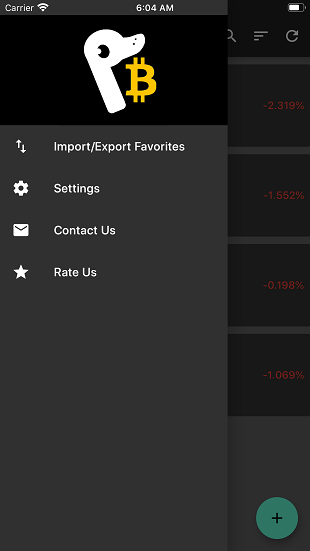 Carrier 6:04 AM
Import/Export Favorites
-2.319%
Settings
-1.552%
Contact Us
Rate Us
-0.198%
-1.069%